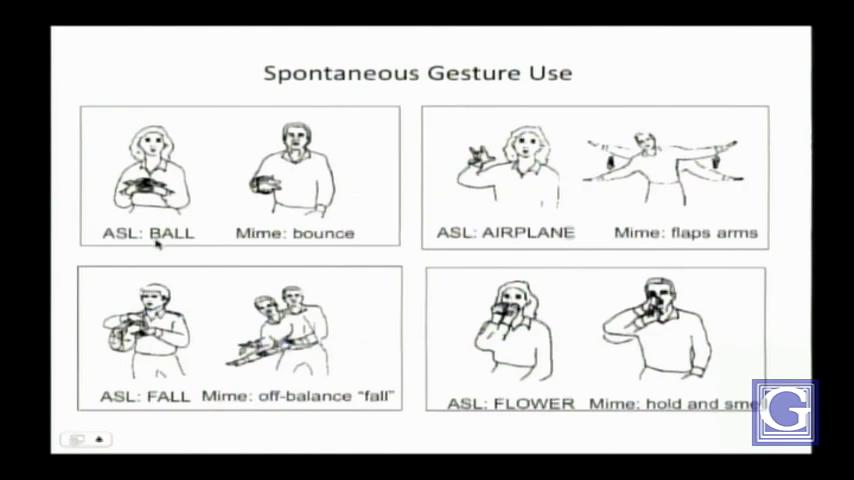 Spontaneous Gesture Use
ASL: BALL Mime: bounce
ASL: AIRPLANE Mime: flaps arms
ASL: FALL Mime: off-balance "fall"
ASL: FLOWER Mime: hold and smell
G